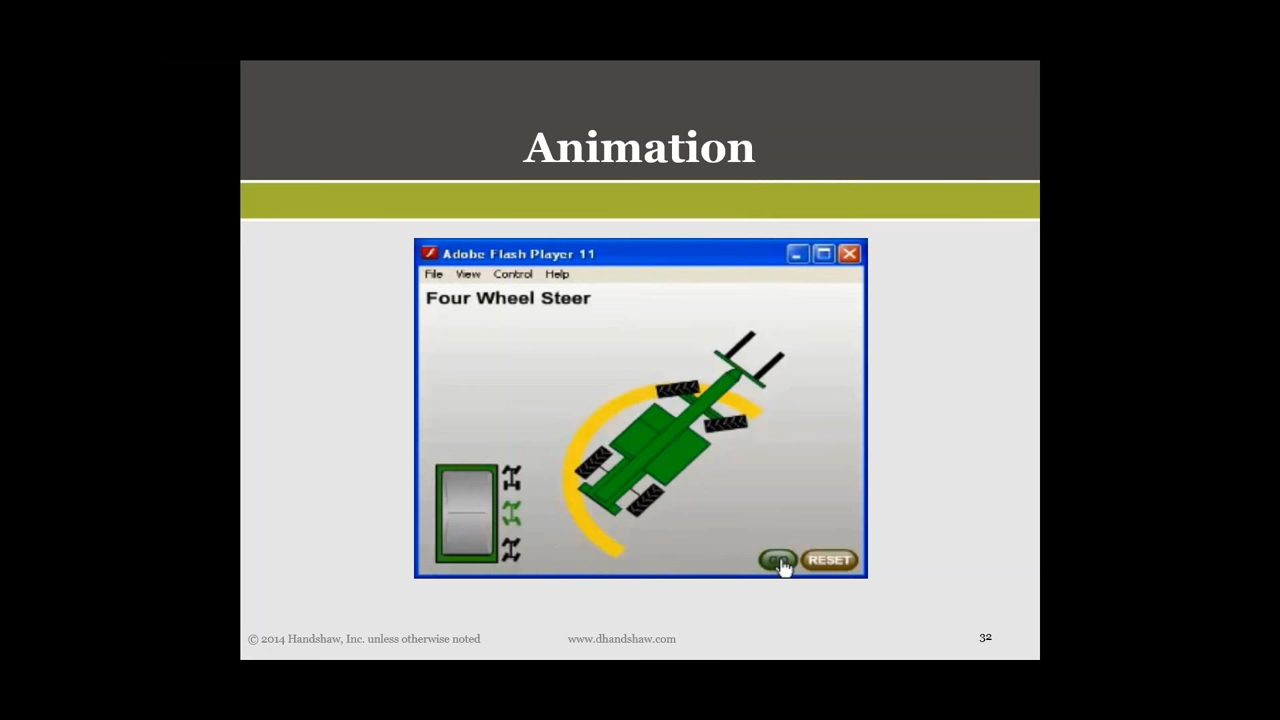 Animation
Adobe Flash Player 11
File View Control Help
Four Wheel Steer
GO RESET
© 2014 Handshaw, Inc. unless otherwise noted www.dhandshaw.com 32